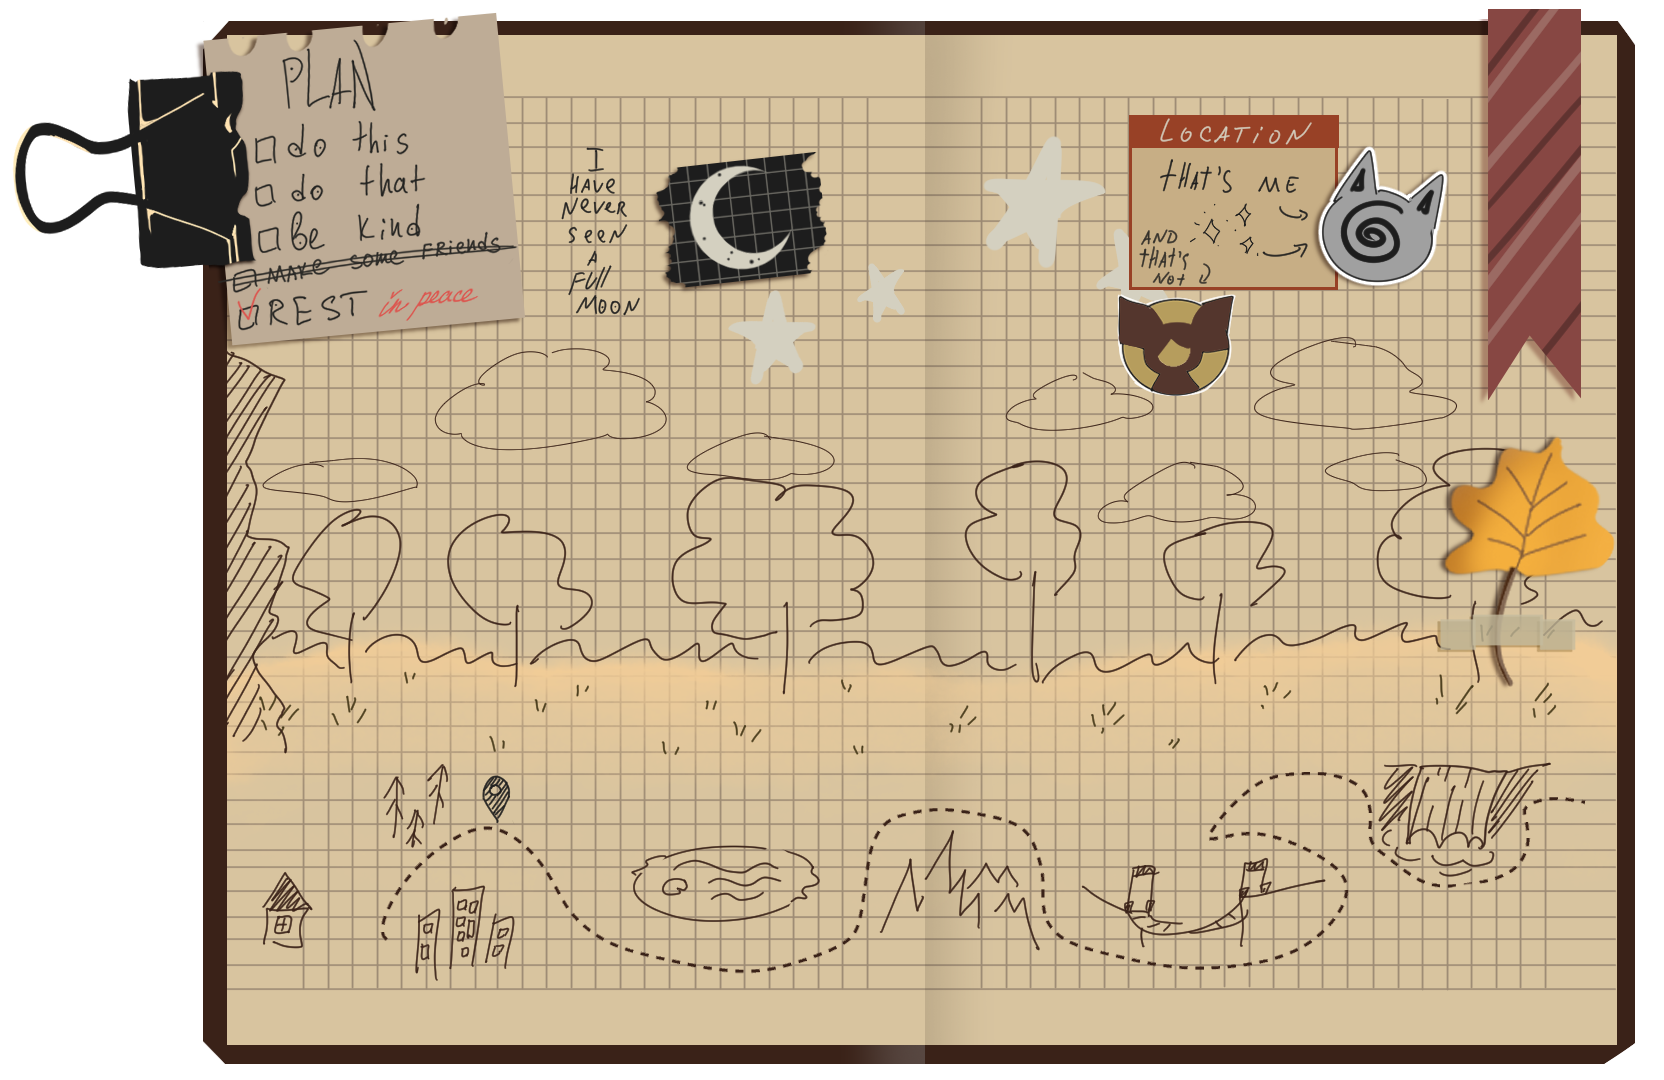 PLAN
do this
do that
Be kind
MAKE some FRiends
REST in peace
I
HAve
Never
seen
A
Full
MOON
LOCATiON
tHAT'S ME
AND
tHAt's
Not